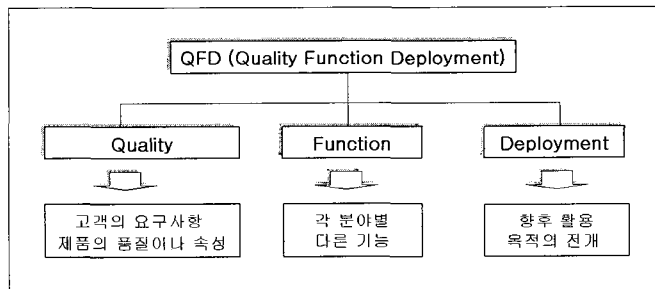 QFD (Quality Function Deployment)
Quality
Function
Deployment
고객의 요구사항
제품의 품질이나 속성
각 분야별
다른 기능
향후 활용
목적의 전개